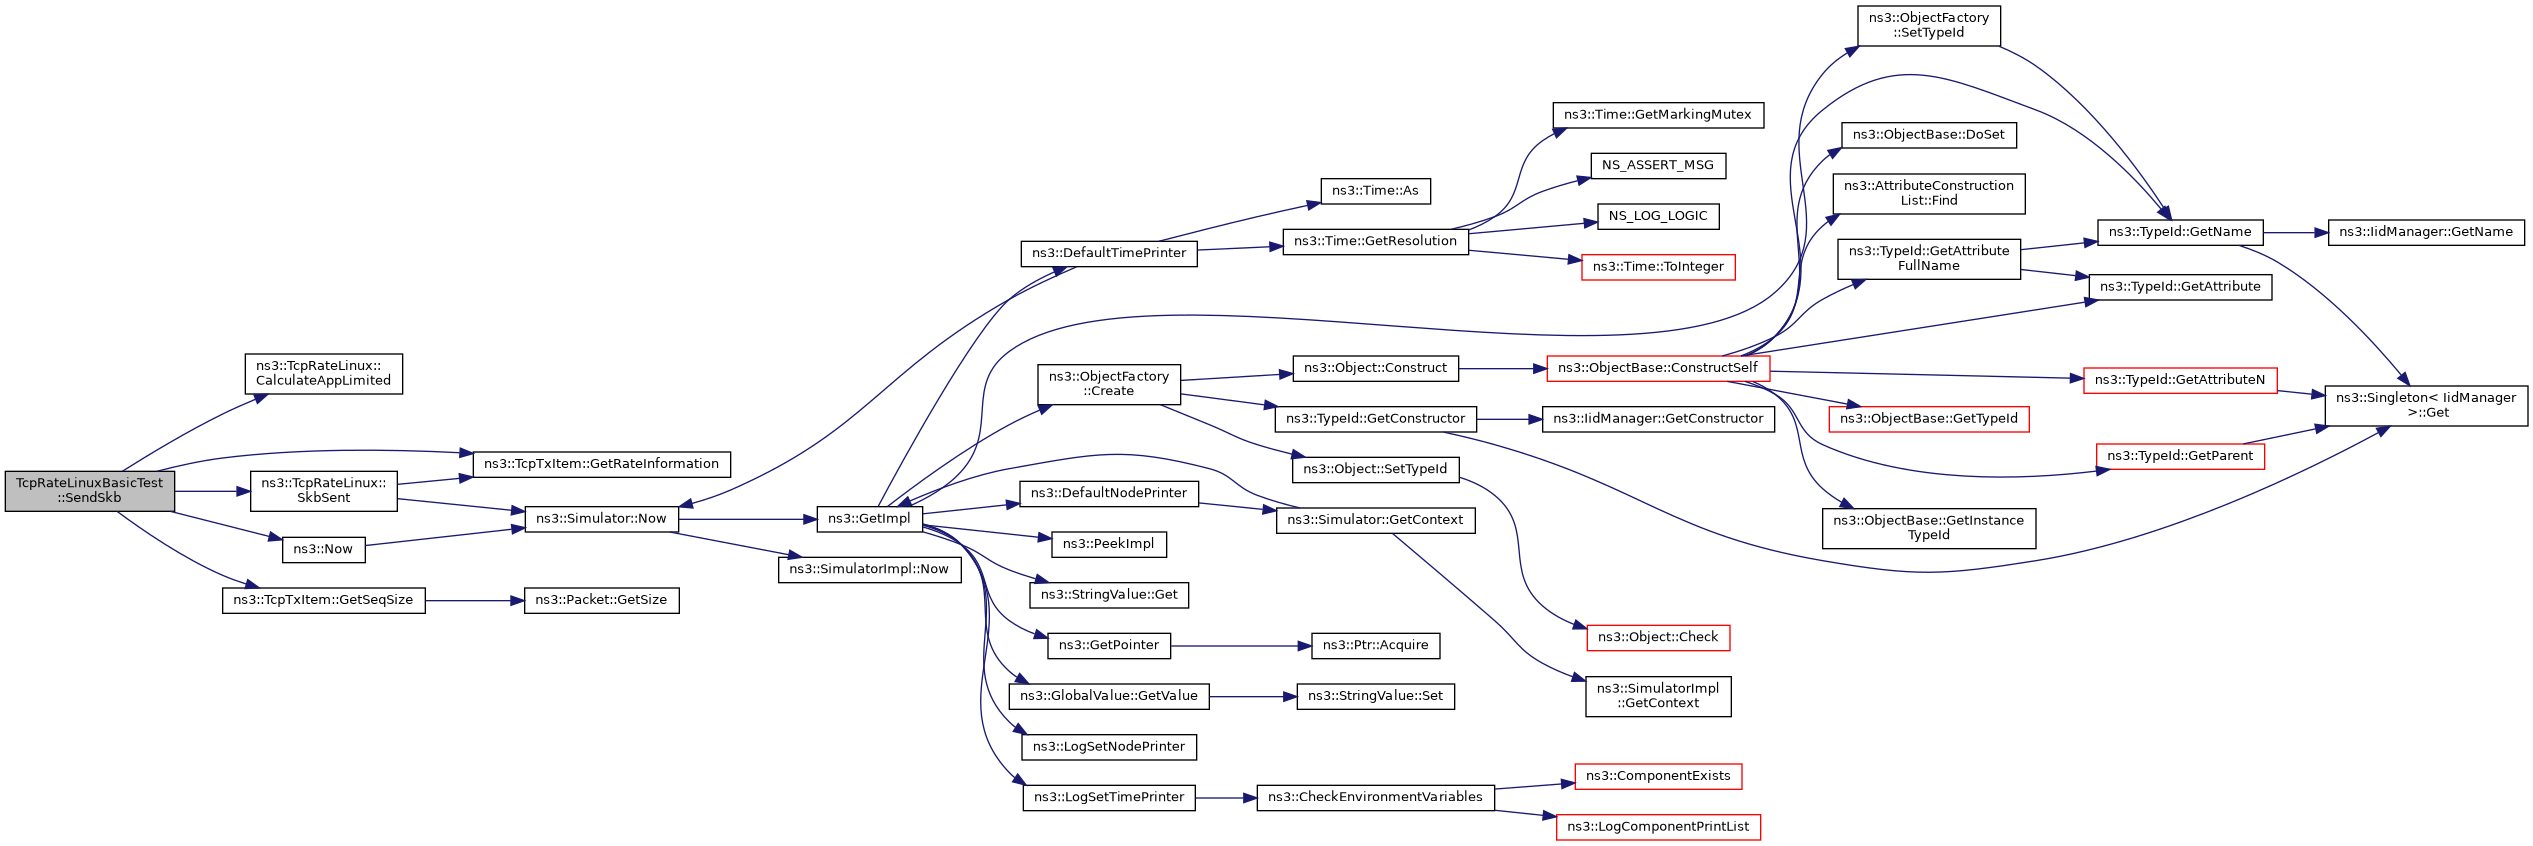 TcpRateLinuxBasicTest
::SendSkb
ns3::TcpRateLinux::
CalculateAppLimited
ns3::TcpRateLinux::
SkbSent
ns3::Now
ns3::TcpTxItem::GetSeqSize
ns3::TcpTxItem::GetRateInformation
ns3::Simulator::Now
ns3::Packet::GetSize
ns3::GetImpl
ns3::SimulatorImpl::Now
ns3::DefaultTimePrinter
ns3::ObjectFactory
::Create
ns3::DefaultNodePrinter
ns3::PeekImpl
ns3::StringValue::Get
ns3::GetPointer
ns3::GlobalValue::GetValue
ns3::LogSetNodePrinter
ns3::LogSetTimePrinter
ns3::Time::As
ns3::Time::GetResolution
ns3::Object::Construct
ns3::TypeId::GetConstructor
ns3::Object::SetTypeId
ns3::Simulator::GetContext
ns3::Ptr::Acquire
ns3::StringValue::Set
ns3::CheckEnvironmentVariables
ns3::Time::GetMarkingMutex
NS_ASSERT_MSG
NS_LOG_LOGIC
ns3::Time::ToInteger
ns3::ObjectBase::ConstructSelf
ns3::IidManager::GetConstructor
ns3::Object::Check
ns3::SimulatorImpl
::GetContext
ns3::ComponentExists
ns3::LogComponentPrintList
ns3::ObjectFactory
::SetTypeId
ns3::ObjectBase::DoSet
ns3::AttributeConstruction
List::Find
ns3::TypeId::GetAttribute
FullName
ns3::ObjectBase::GetTypeId
ns3::ObjectBase::GetInstance
TypeId
ns3::TypeId::GetName
ns3::TypeId::GetAttribute
ns3::TypeId::GetAttributeN
ns3::TypeId::GetParent
ns3::IidManager::GetName
ns3::Singleton< IidManager
>::Get